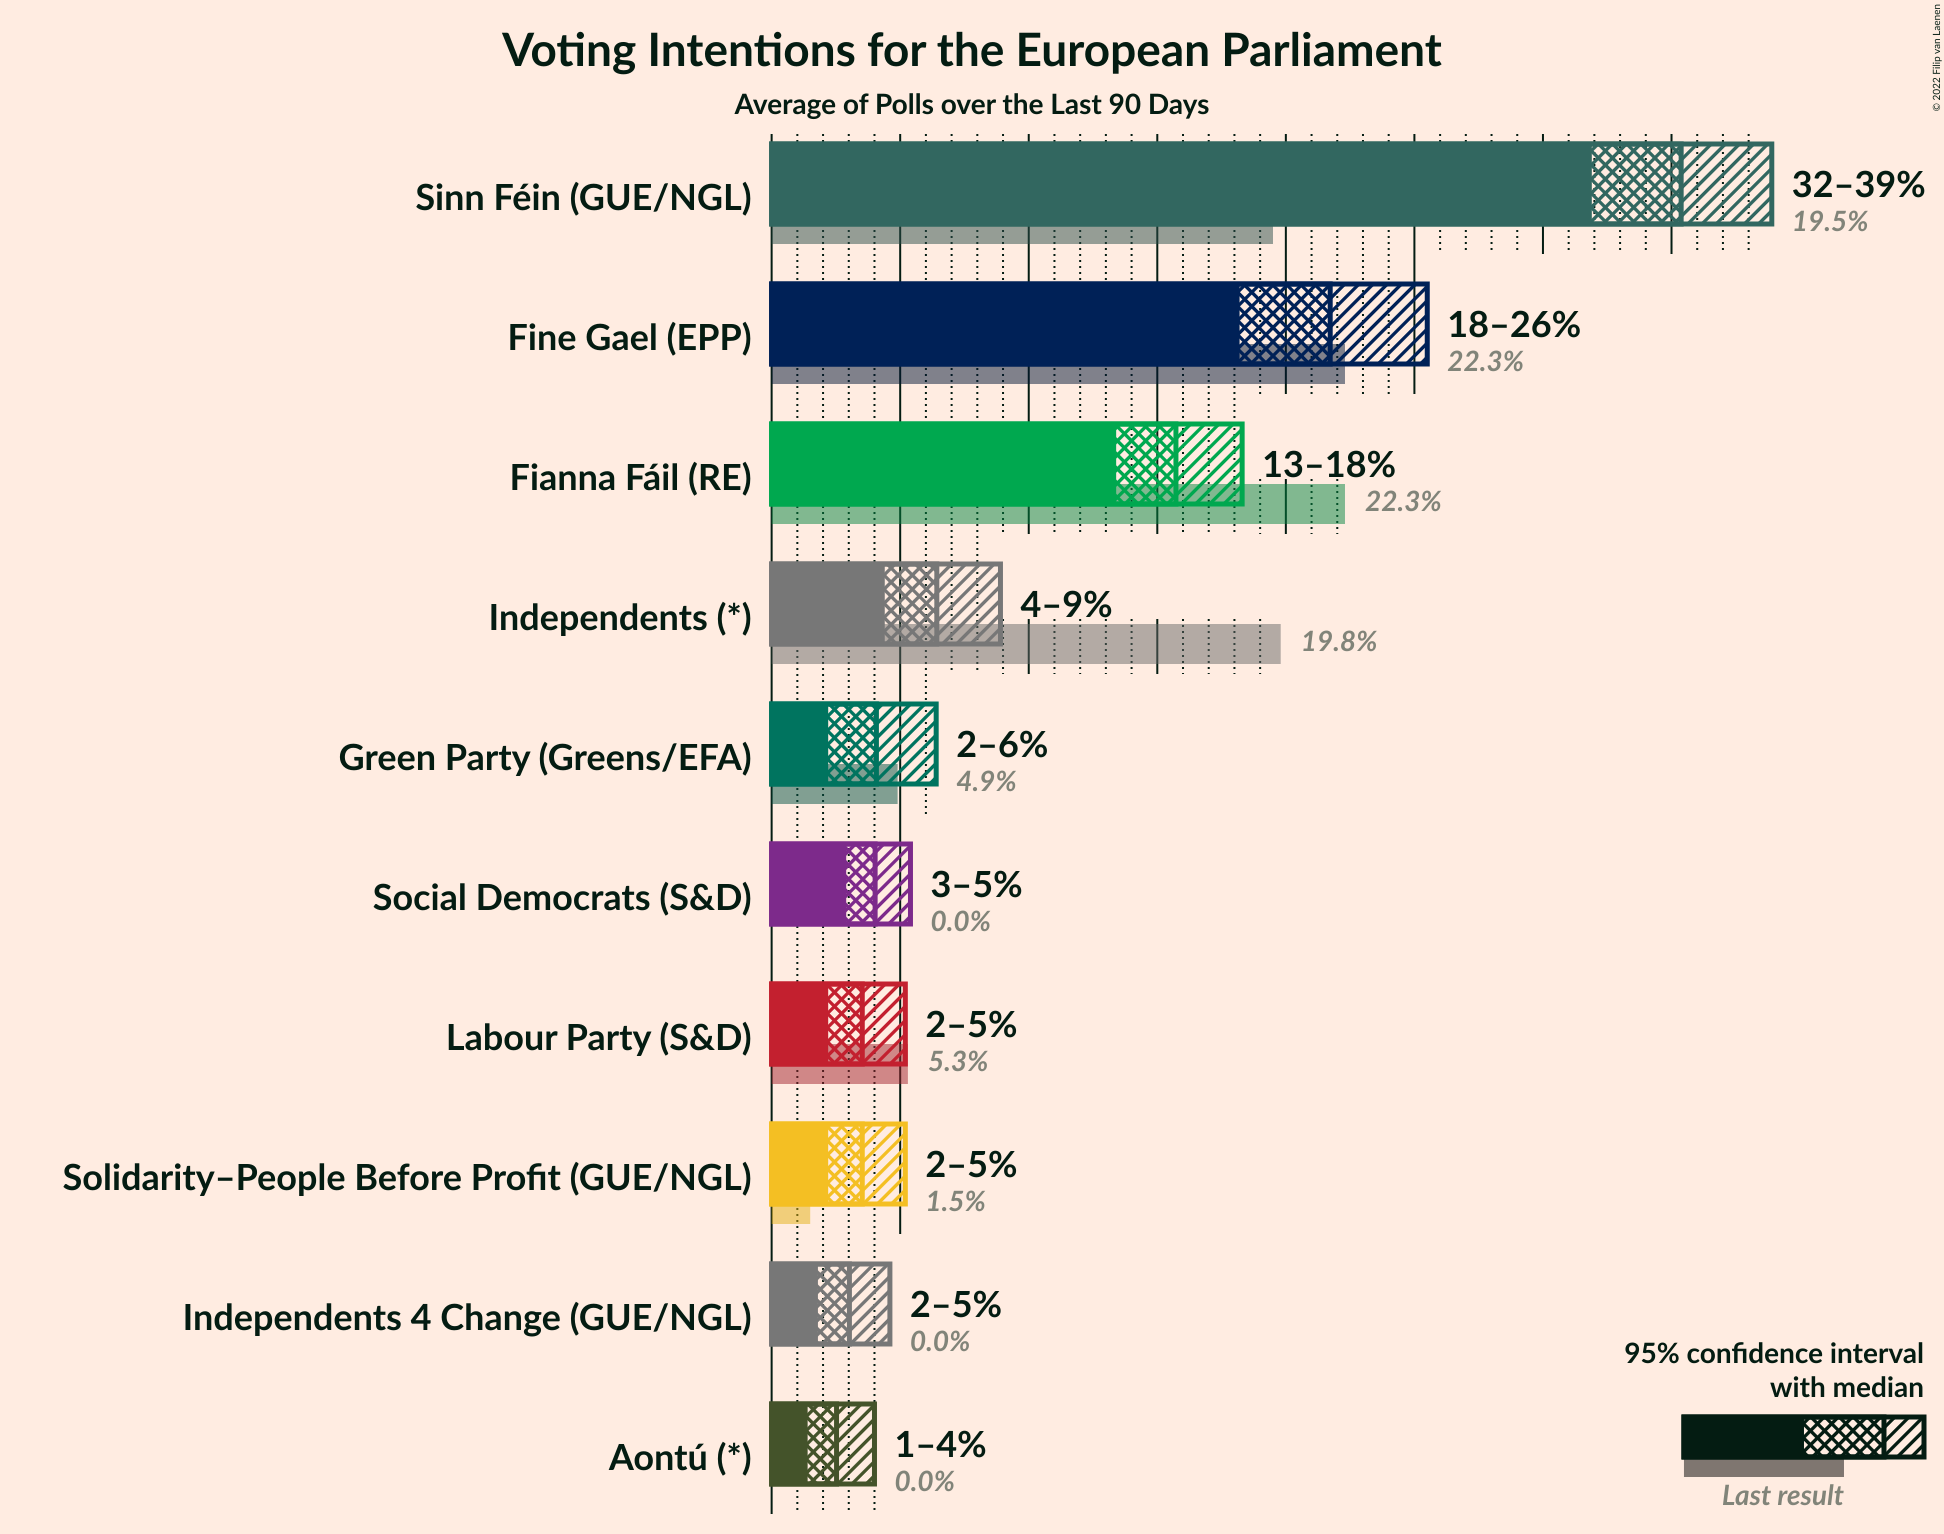 Voting Intentions for the European Parliament
Average of Polls over the Last 90 Days
© 2022 Filip van Laenen
Sinn Féin (GUE/NGL)
32–39%
19.5%
Fine Gael (EPP)
18–26%
22.3%
Fianna Fáil (RE)
13–18%
22.3%
Independents (*)
4–9%
19.8%
Green Party (Greens/EFA)
2–6%
4.9%
Social Democrats (S&D)
3–5%
0.0%
Labour Party (S&D)
2–5%
5.3%
Solidarity–People Before Profit (GUE/NGL)
2–5%
1.5%
Independents 4 Change (GUE/NGL)
2–5%
0.0%
Aontú (*)
1–4%
0.0%
95% confidence interval
with median
Last result